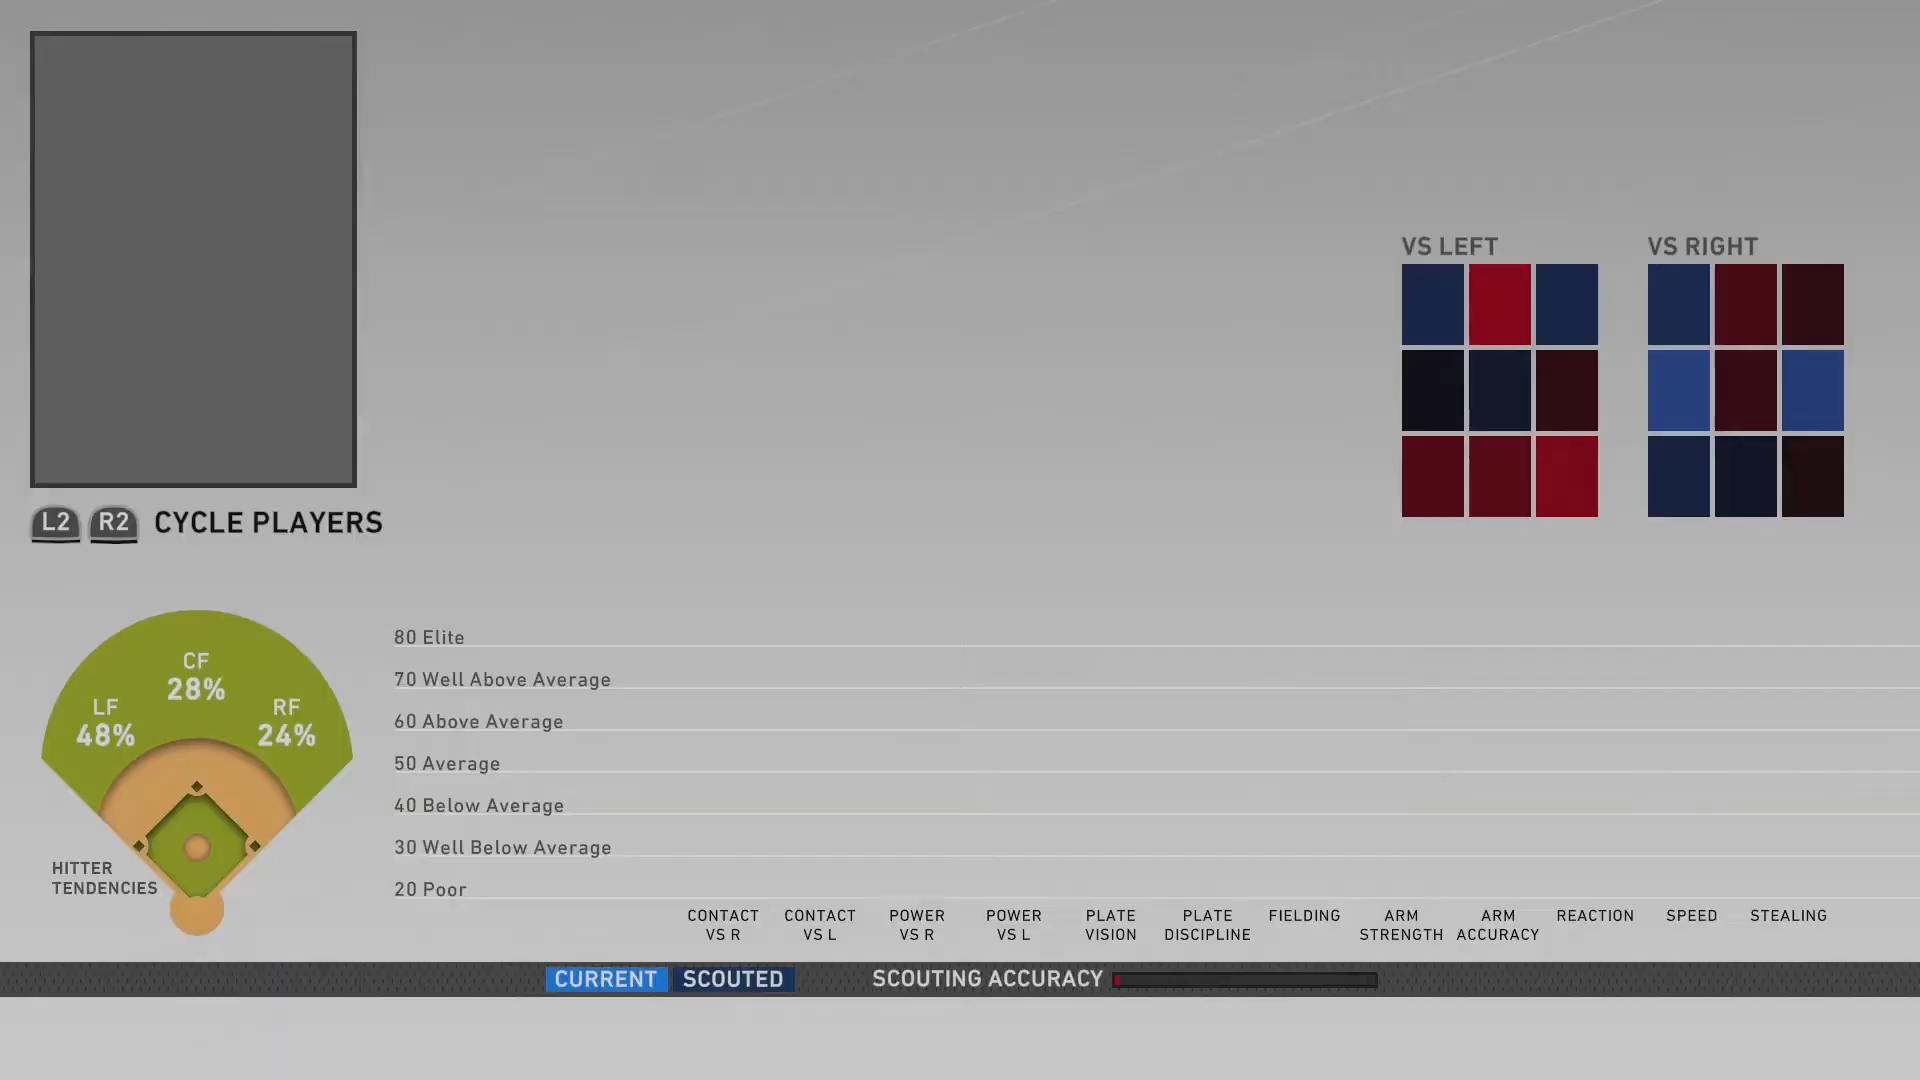 VS LEFT
VS RIGHT
L2 R2 CYCLE PLAYERS
CF
28%
LF
48%
RF
24%
HITTER
TENDENCIES
80 Elite
70 Well Above Average
60 Above Average
50 Average
40 Below Average
30 Well Below Average
20 Poor
CONTACT
VS R
CONTACT
VS L
POWER
VS R
POWER
VS L
PLATE
VISION
PLATE
DISCIPLINE
FIELDING
ARM
STRENGTH
ARM
ACCURACY
REACTION
SPEED
STEALING
CURRENT SCOUTED SCOUTING ACCURACY